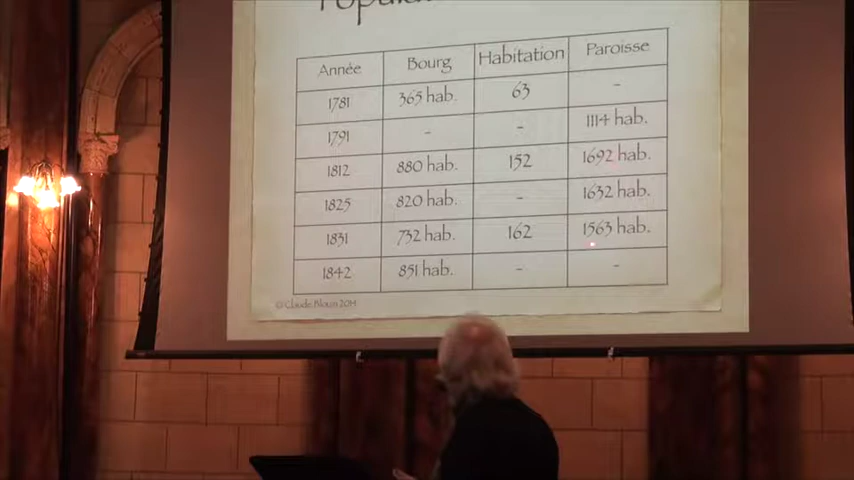 Année Bourg Habitation Paroisse
1781 365 hab. 63 -
1791 - - 1114 hab.
1812 880 hab. 152 1692 hab.
1825 820 hab. - 1632 hab.
1831 732 hab. 162 1563 hab.
1842 851 hab. - -
© Claude Blouin 2014